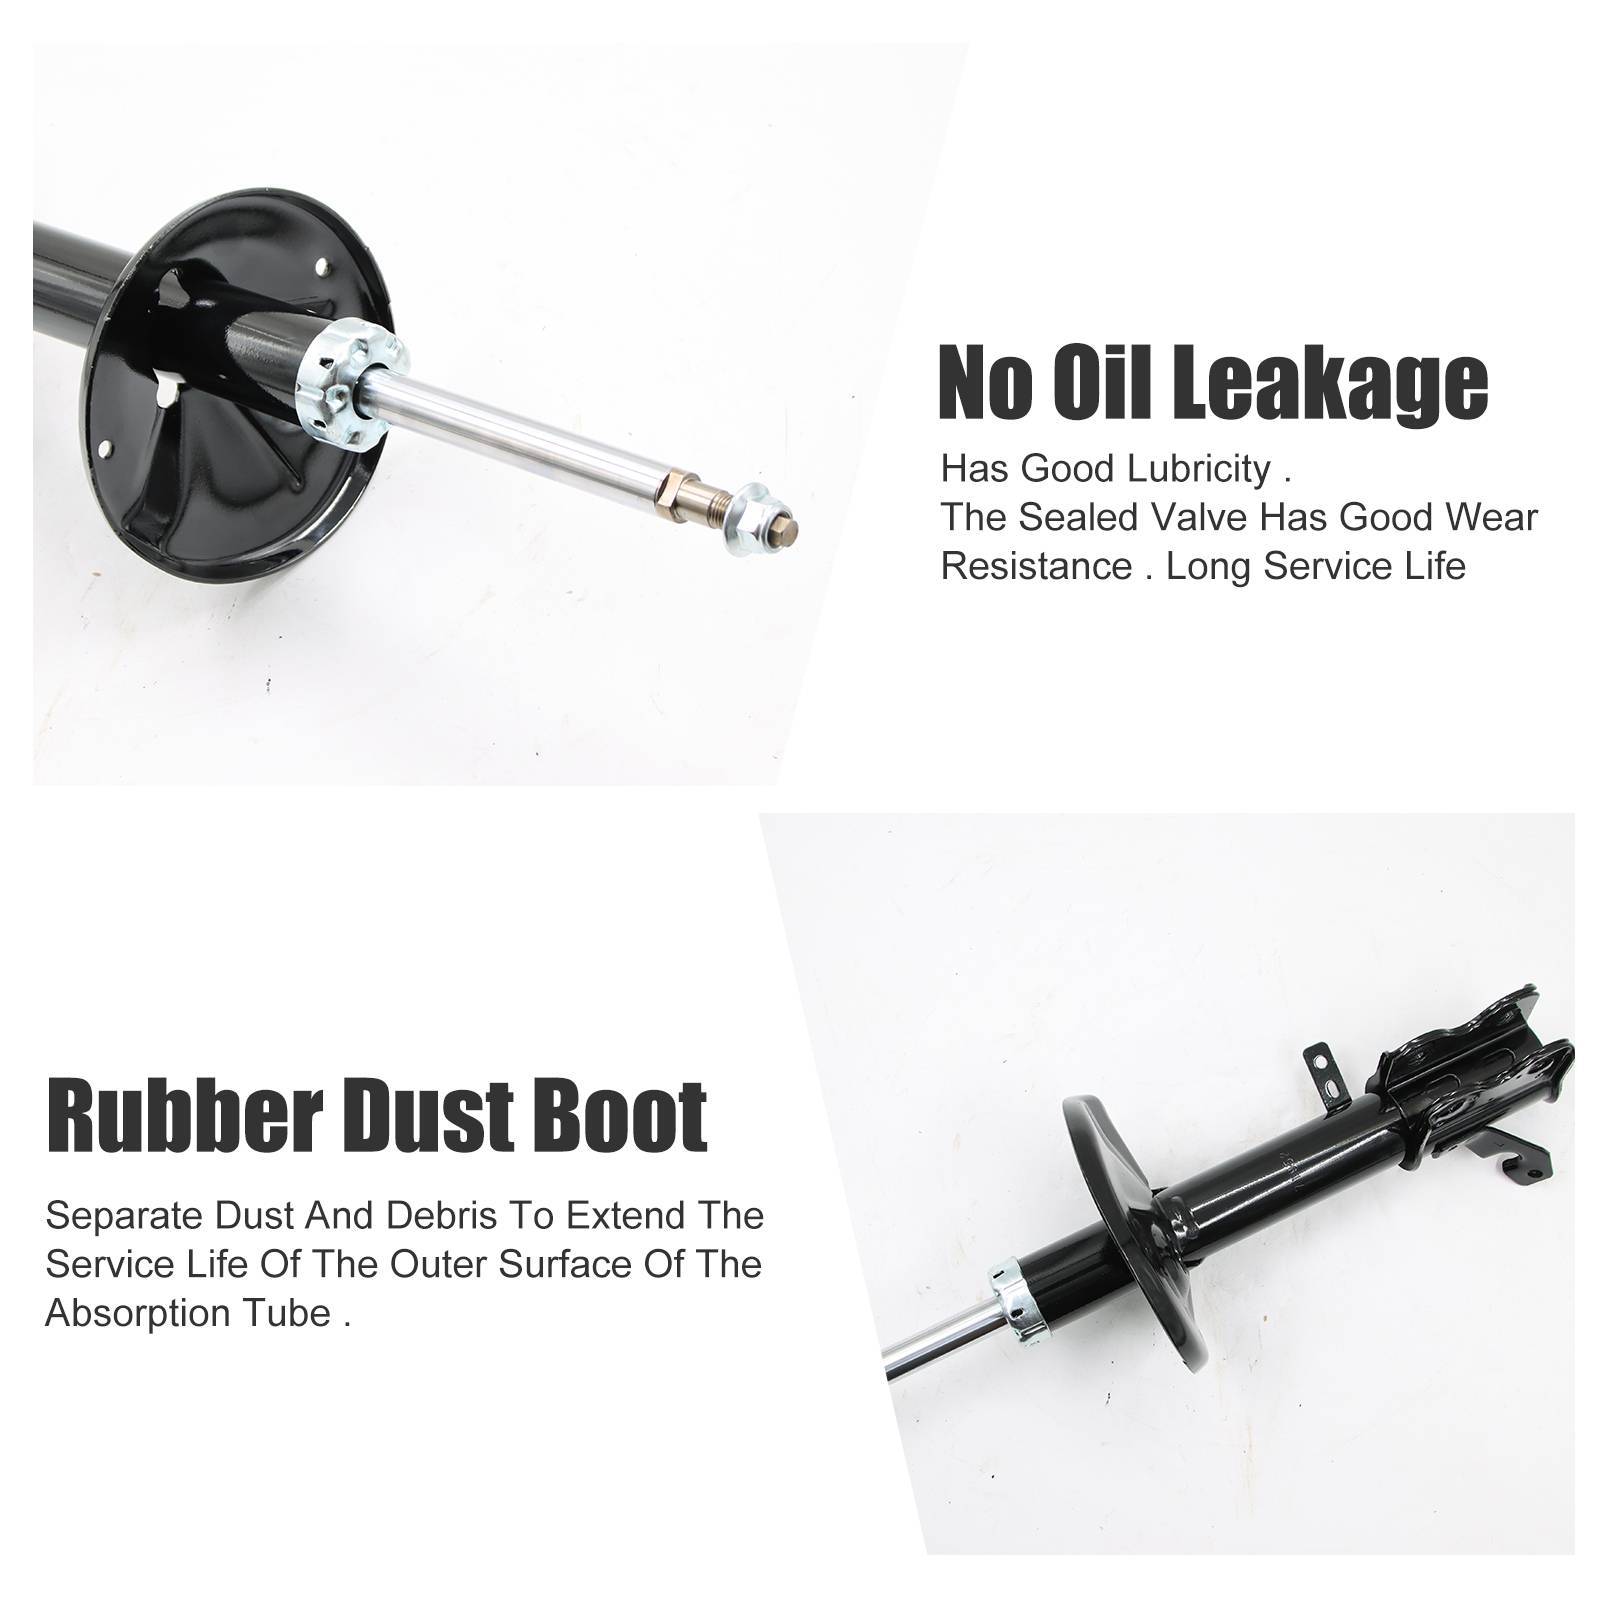 No Oil Leakage
Has Good Lubricity .
The Sealed Valve Has Good Wear
Resistance . Long Service Life
Rubber Dust Boot
Separate Dust And Debris To Extend The
Service Life Of The Outer Surface Of The
Absorption Tube .